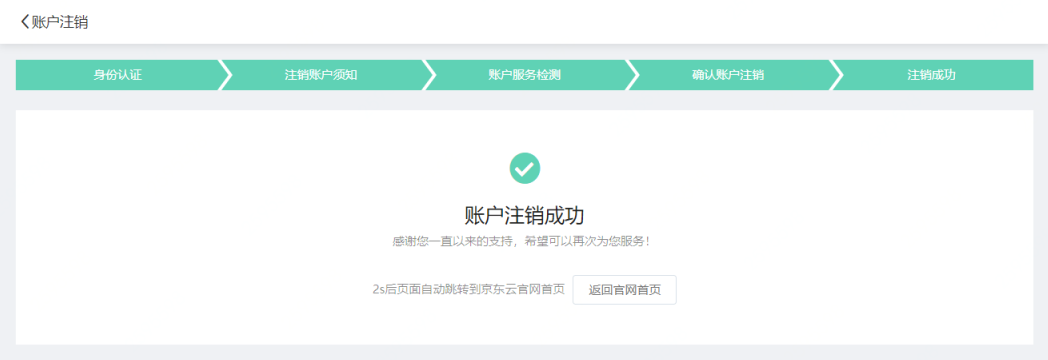 账户注销
身份认证 注销账户须知 账户服务检测 确认账户注销 注销成功
账户注销成功
感谢您一直以来的支持，希望可以再次为您服务！
2s后页面自动跳转到京东云官网首页 返回官网首页